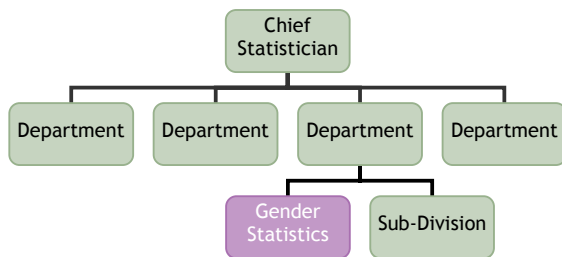 Chief
Statistician
Department
Department
Department
Department
Gender
Statistics
Sub-Division